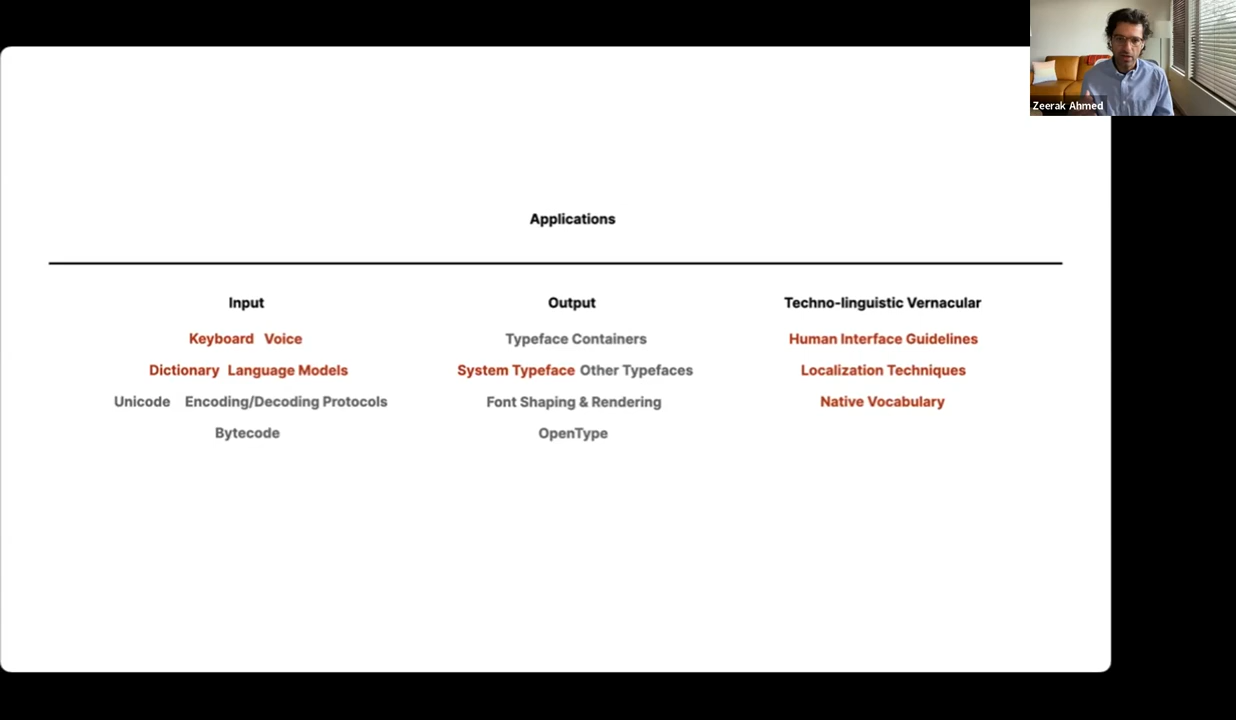 Zeerak Ahmed
Applications
Input
Keyboard Voice
Dictionary Language Models
Unicode Encoding/Decoding Protocols
Bytecode
Output
Typeface Containers
System Typeface Other Typefaces
Font Shaping & Rendering
OpenType
Techno-linguistic Vernacular
Human Interface Guidelines
Localization Techniques
Native Vocabulary